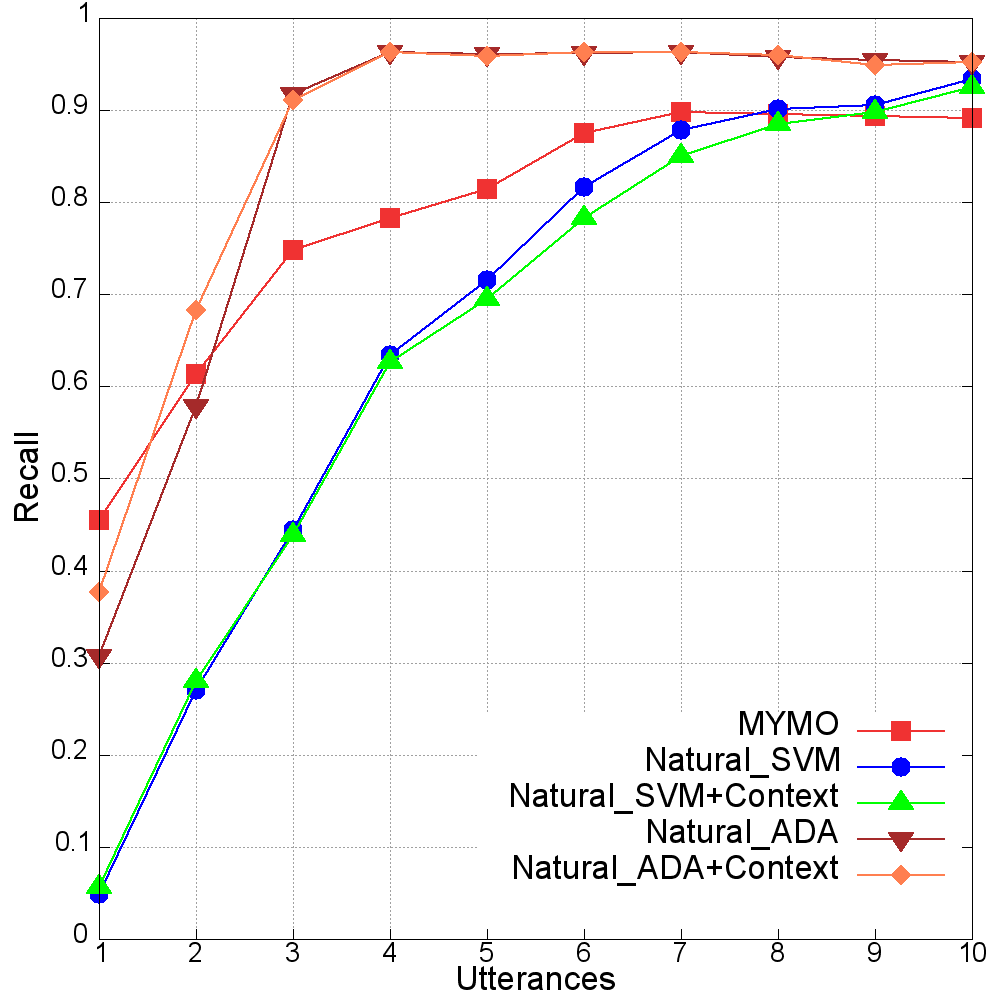 1
0.9
0.8
0.7
0.6
0.5
0.4
0.3
0.2
0.1
0
Recall
1 2 3 4 5 6 7 8 9 10
Utterances
MYMO
Natural_SVM
Natural_SVM+Context
Natural_ADA
Natural_ADA+Context